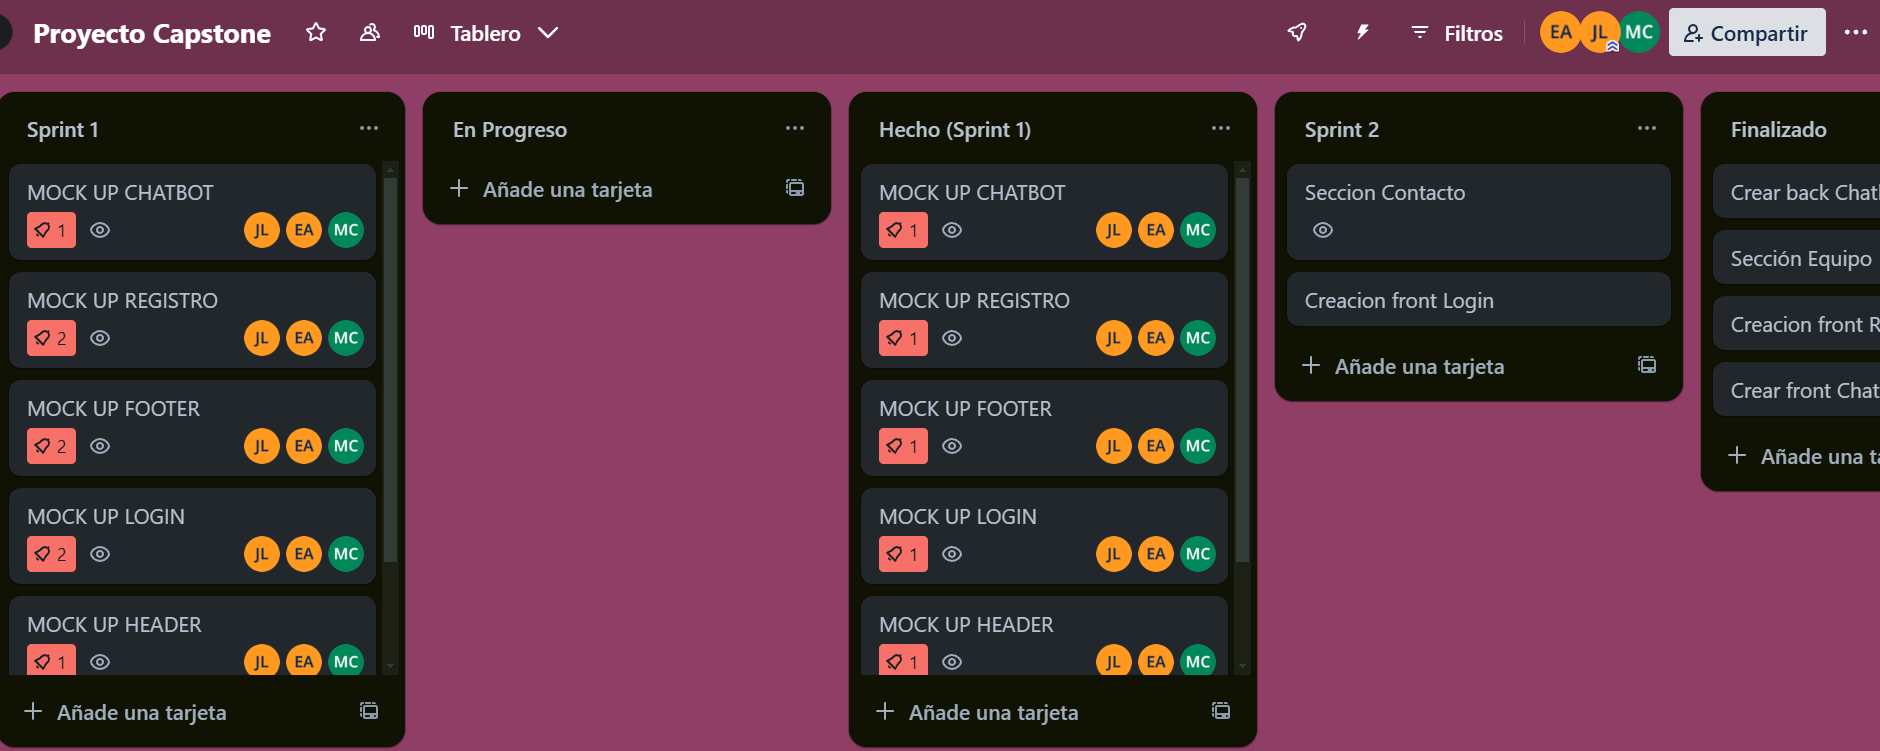 Proyecto Capstone
Tablero
Filtros
EA
JL
MC
Compartir
Sprint 1
MOCK UP CHATBOT
1
JL
EA
MC
MOCK UP REGISTRO
2
JL
EA
MC
MOCK UP FOOTER
2
JL
EA
MC
MOCK UP LOGIN
2
JL
EA
MC
MOCK UP HEADER
1
JL
EA
MC
Añade una tarjeta
En Progreso
Añade una tarjeta
Hecho (Sprint 1)
MOCK UP CHATBOT
1
JL
EA
MC
MOCK UP REGISTRO
1
JL
EA
MC
MOCK UP FOOTER
1
JL
EA
MC
MOCK UP LOGIN
1
JL
EA
MC
MOCK UP HEADER
1
JL
EA
MC
Añade una tarjeta
Sprint 2
Seccion Contacto
Creacion front Login
Añade una tarjeta
Finalizado
Crear back Chat
Sección Equipo
Creacion front R
Crear front Chat
Añade una ta